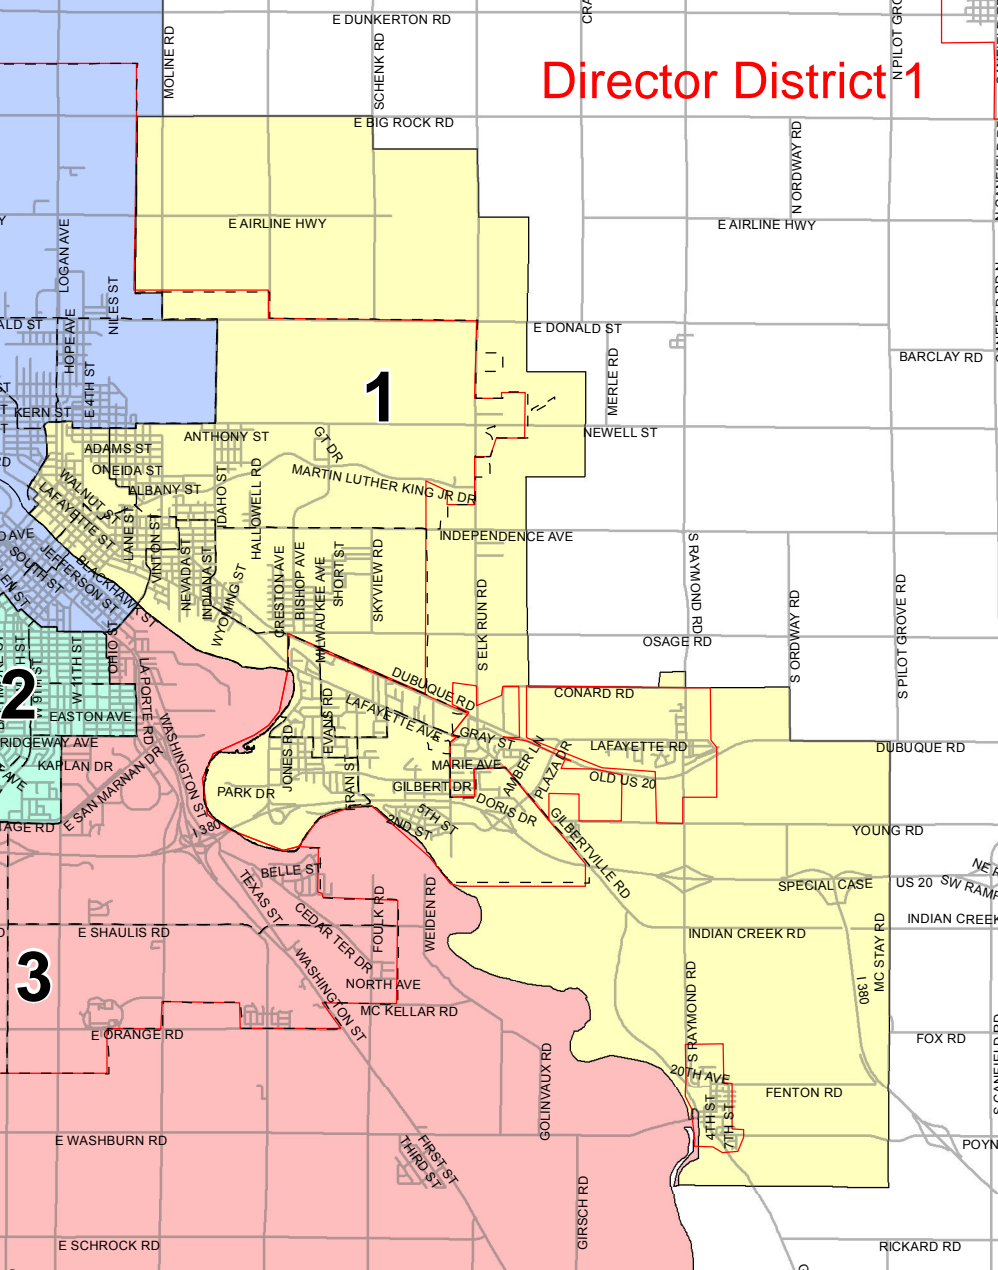 E DUNKERTON RD
MOLINE RD
SCHENK RD
CRA
N PILOT GRO
Director District 1
E BIG ROCK RD
N ORDWAY RD
E AIRLINE HWY
E AIRLINE HWY
LOGAN AVE
NILES ST
HOPE AVE
ALD ST
E DONALD ST
BARCLAY RD
MERLE RD
E 4TH ST
1
KERN ST
NEWELL ST
ANTHONY ST
ADAMS ST
GT DR
ONEIDA ST
MARTIN LUTHER KING JR DR
WALNUT ST
ALBANY ST
LAFAYETTE ST
IDAHO ST
HALLOWELL RD
LANE ST
VINTON ST
INDEPENDENCE AVE
NEVADA ST
INDIANA ST
WYOMING ST
CRESTON AVE
BISHOP AVE
MILWAUKEE AVE
SHORT ST
SKYVIEW RD
S ELK RUN RD
S RAYMOND RD
S ORDWAY RD
S PILOT GROVE RD
SOUTH ST
JEFFERSON ST
BLACKHAWK ST
OSAGE RD
OHIO ST
W 11TH ST
2
LA PORTE RD
DUBUQUE RD
CONARD RD
EASTON AVE
WASHINGTON ST
LAFAYETTE AVE
EVANS RD
JONES RD
GRAY ST
LAFAYETTE RD
DUBUQUE RD
RIDGEWAY AVE
KAPLAN DR
E SAN MARNAN DR
MARIE AVE
AMBER LN
PLAZA DR
OLD US 20
PARK DR
GILBERT DR
DORIS DR
5TH ST
2ND ST
I 380
GILBERTVILLE RD
YOUNG RD
TAGE RD
BELLE ST
TEXAS ST
SPECIAL CASE
US 20
SW RAMP
CEDAR TER DR
FOULK RD
WEIDEN RD
E SHAULIS RD
INDIAN CREEK RD
INDIAN CREEK
MC STAY RD
I 380
3
WASHINGTON ST
NORTH AVE
MC KELLAR RD
S RAYMOND RD
E ORANGE RD
FOX RD
GOLINVAUX RD
20TH AVE
FENTON RD
4TH ST
7TH ST
E WASHBURN RD
FIRST ST
THIRD ST
POYN
GIRSCH RD
E SCHROCK RD
RICKARD RD